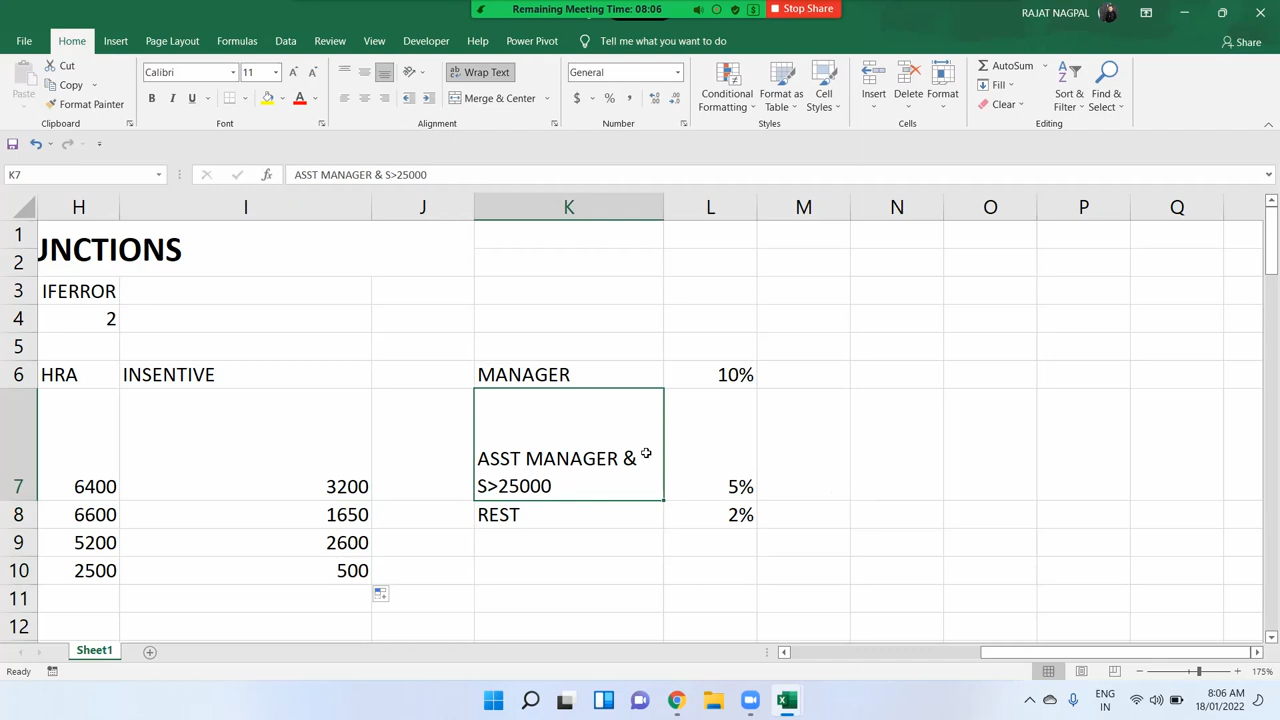 Remaining Meeting Time: 08:06
Stop Share
RAJAT NAGPAL
File Home Insert Page Layout Formulas Data Review View Developer Help Power Pivot Tell me what you want to do Share
Paste
Cut
Copy
Format Painter
Clipboard
Calibri 11
B I U
Font
Wrap Text
Merge & Center
Alignment
General
$ % ,
Number
Conditional Formatting
Format as Table
Cell Styles
Styles
Insert Delete Format
Cells
AutoSum
Fill
Clear
Sort & Filter
Find & Select
Editing
K7 fx ASST MANAGER & S>25000
H I J K L M N O P Q
1
UNCTIONS
2
3 IFERROR
4 2
5
6 HRA INSENTIVE MANAGER 10%
ASST MANAGER &
7 6400 3200 S>25000 5%
8 6600 1650 REST 2%
9 5200 2600
10 2500 500
11
12
Sheet1
Ready 175%
ENG
IN
8:06 AM
18/01/2022